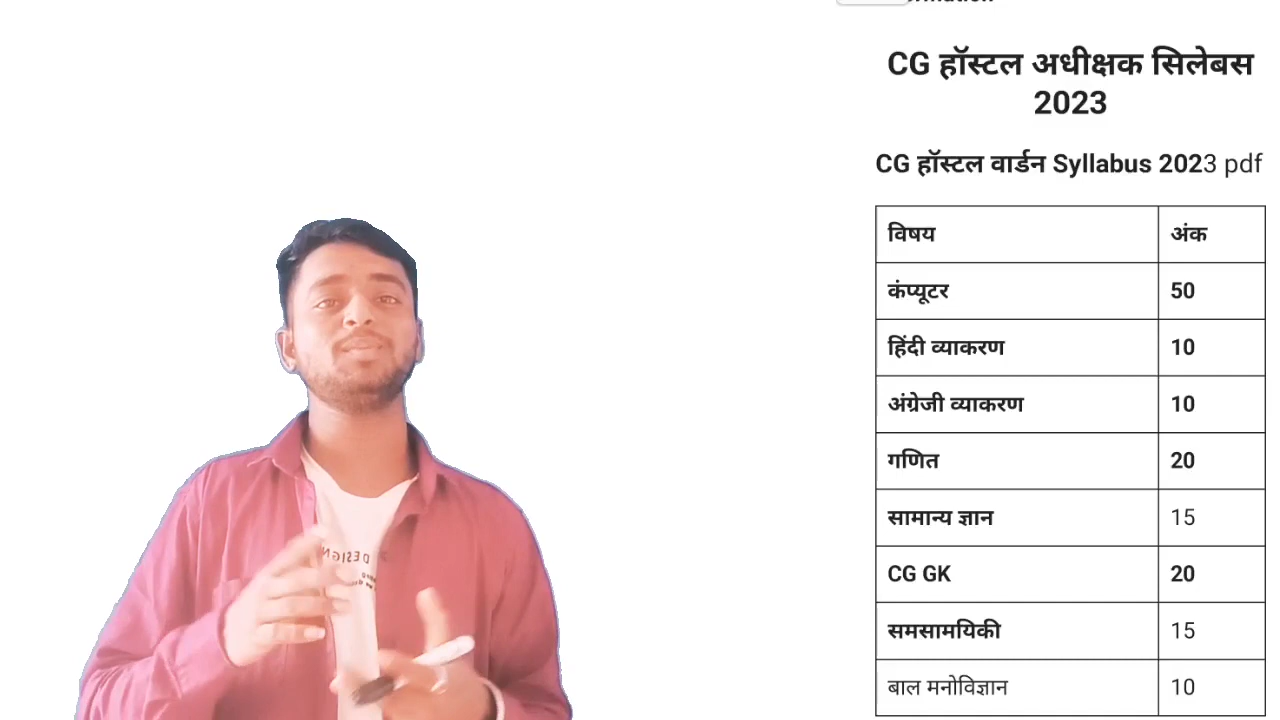 CG हॉस्टल अधीक्षक सिलेबस
2023
CG हॉस्टल वार्डन Syllabus 2023 pdf
विषय अंक
कंप्यूटर 50
हिंदी व्याकरण 10
अंग्रेजी व्याकरण 10
गणित 20
सामान्य ज्ञान 15
CG GK 20
समसामयिकी 15
बाल मनोविज्ञान 10
DESIGN